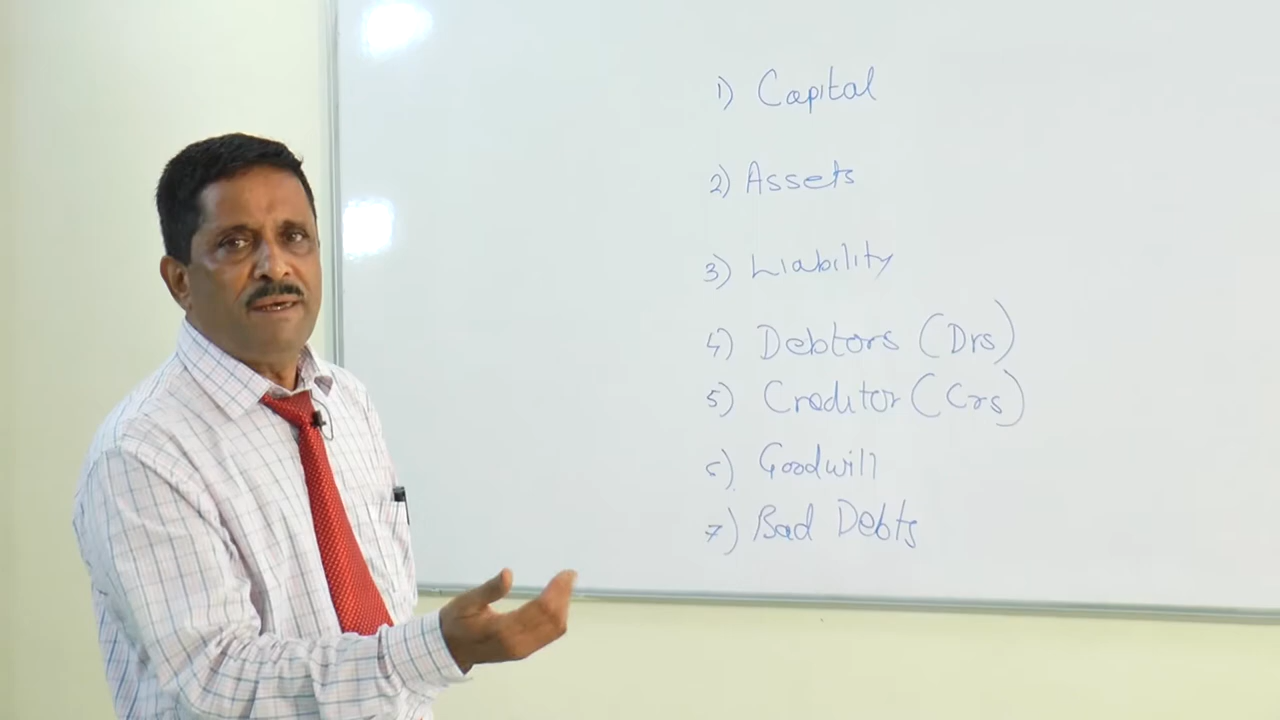 1) Capital
2) Assets
3) Liability
4) Debtors (Drs)
5) Creditor (Crs)
6) Goodwill
7) Bad Debts